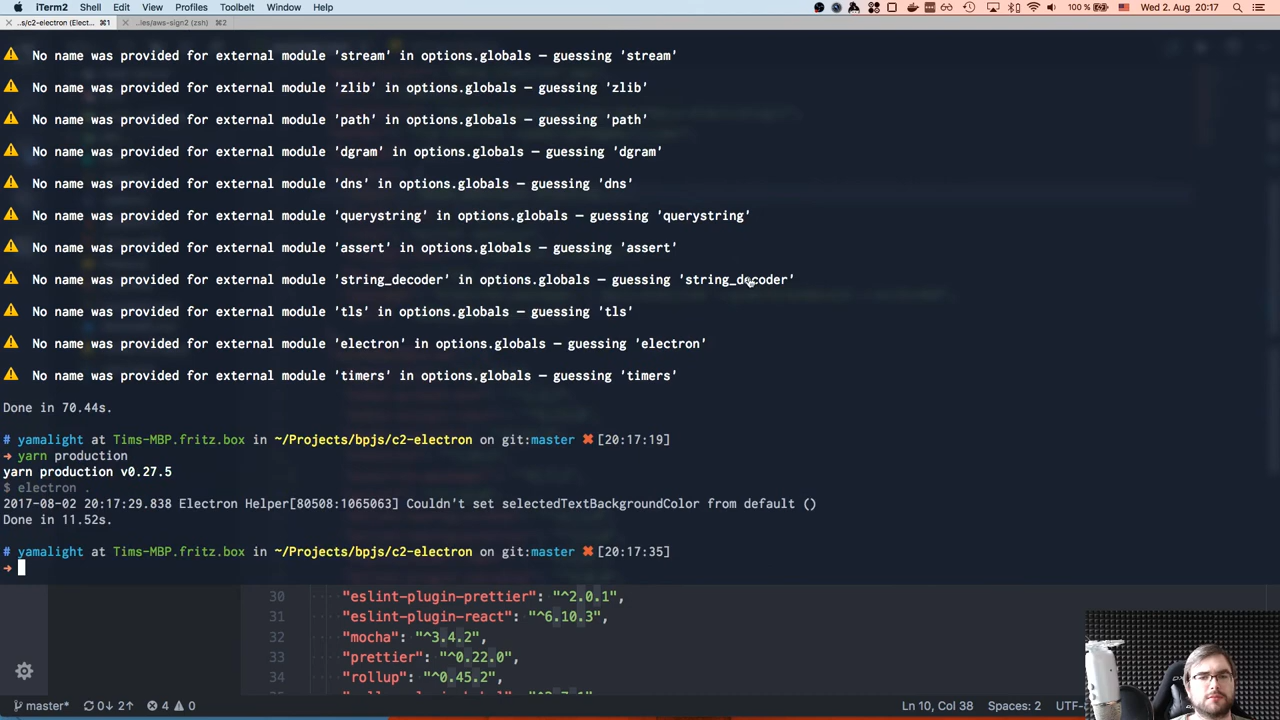 iTerm2 Shell Edit View Profiles Toolbelt Window Help 100 % Wed 2. Aug 20:17
..s/c2-electron (Elect... ⌘1 ..les/aws-sign2 (zsh) ⌘2
⚠ No name was provided for external module 'stream' in options.globals – guessing 'stream'
⚠ No name was provided for external module 'zlib' in options.globals – guessing 'zlib'
⚠ No name was provided for external module 'path' in options.globals – guessing 'path'
⚠ No name was provided for external module 'dgram' in options.globals – guessing 'dgram'
⚠ No name was provided for external module 'dns' in options.globals – guessing 'dns'
⚠ No name was provided for external module 'querystring' in options.globals – guessing 'querystring'
⚠ No name was provided for external module 'assert' in options.globals – guessing 'assert'
⚠ No name was provided for external module 'string_decoder' in options.globals – guessing 'string_decoder'
⚠ No name was provided for external module 'tls' in options.globals – guessing 'tls'
⚠ No name was provided for external module 'electron' in options.globals – guessing 'electron'
⚠ No name was provided for external module 'timers' in options.globals – guessing 'timers'
Done in 70.44s.
# yamalight at Tims-MBP.fritz.box in ~/Projects/bpjs/c2-electron on git:master ✖ [20:17:19]
→ yarn production
yarn production v0.27.5
$ electron .
2017-08-02 20:17:29.838 Electron Helper[80508:1065063] Couldn't set selectedTextBackgroundColor from default ()
Done in 11.52s.
# yamalight at Tims-MBP.fritz.box in ~/Projects/bpjs/c2-electron on git:master ✖ [20:17:35]
→
30 "eslint-plugin-prettier": "^2.0.1",
31 "eslint-plugin-react": "^6.10.3",
32 "mocha": "^3.4.2",
33 "prettier": "^0.22.0",
34 "rollup": "^0.45.2",
master* 0↓ 2↑ 4 0 Ln 10, Col 38 Spaces: 2 UTF-